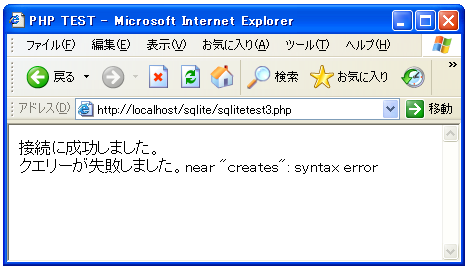 PHP TEST - Microsoft Internet Explorer
ファイル(F) 編集(E) 表示(V) お気に入り(A) ツール(T) ヘルプ(H)
戻る 検索 お気に入り
アドレス(D) http://localhost/sqlite/sqlitetest3.php 移動
接続に成功しました。
クエリーが失敗しました。near "creates": syntax error